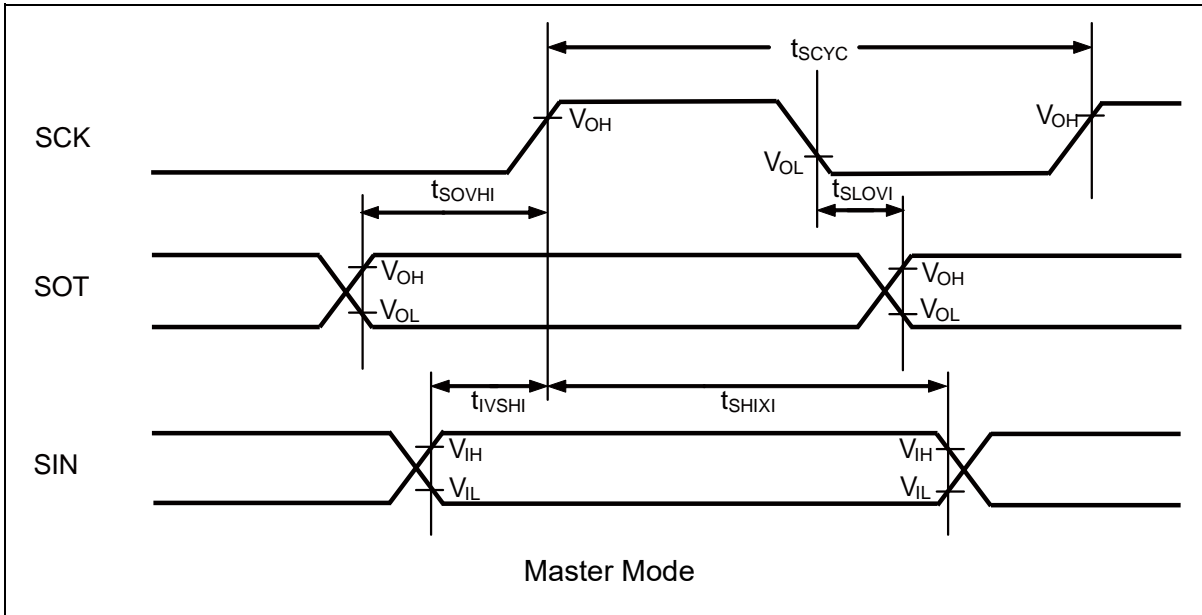 tSCYC
SCK
VOH
VOH
VOL
tSOVHI
tSLOVI
SOT
VOH
VOH
VOL
VOL
tIVSHI
tSHIXI
SIN
VIH
VIH
VIL
VIL
Master Mode